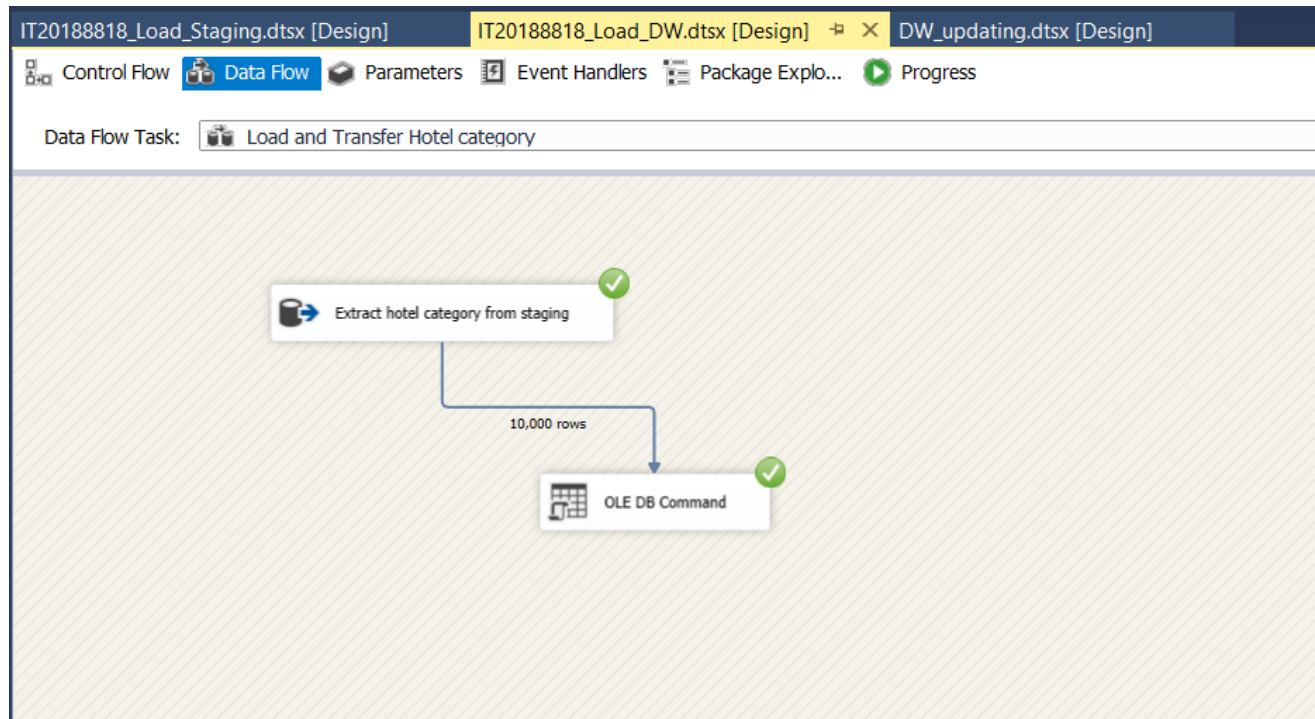 IT20188818_Load_Staging.dtsx [Design] IT20188818_Load_DW.dtsx [Design] DW_updating.dtsx [Design]
Control Flow Data Flow Parameters Event Handlers Package Explo... Progress
Data Flow Task: Load and Transfer Hotel category
Extract hotel category from staging
10,000 rows
OLE DB Command